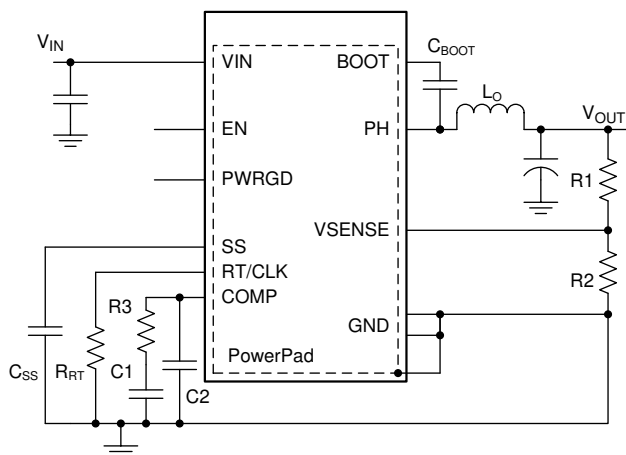 VIN
VIN
BOOT
CBOOT
LO
EN
PH
VOUT
PWRGD
R1
VSENSE
SS
RT/CLK
R2
COMP
R3
GND
PowerPad
CSS
RRT
C1
C2